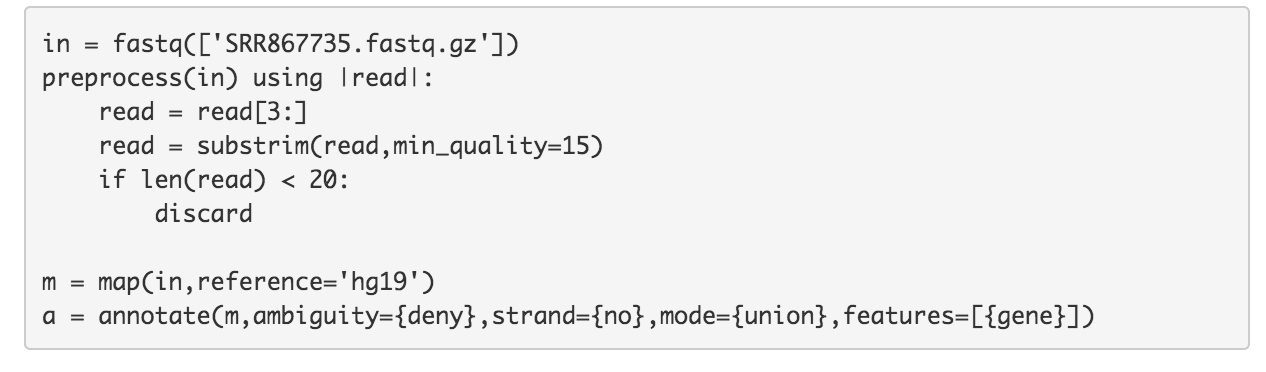 in = fastq(['SRR867735.fastq.gz'])
preprocess(in) using |read|:
    read = read[3:]
    read = substrim(read,min_quality=15)
    if len(read) < 20:
        discard

m = map(in,reference='hg19')
a = annotate(m,ambiguity={deny},strand={no},mode={union},features=[{gene}])